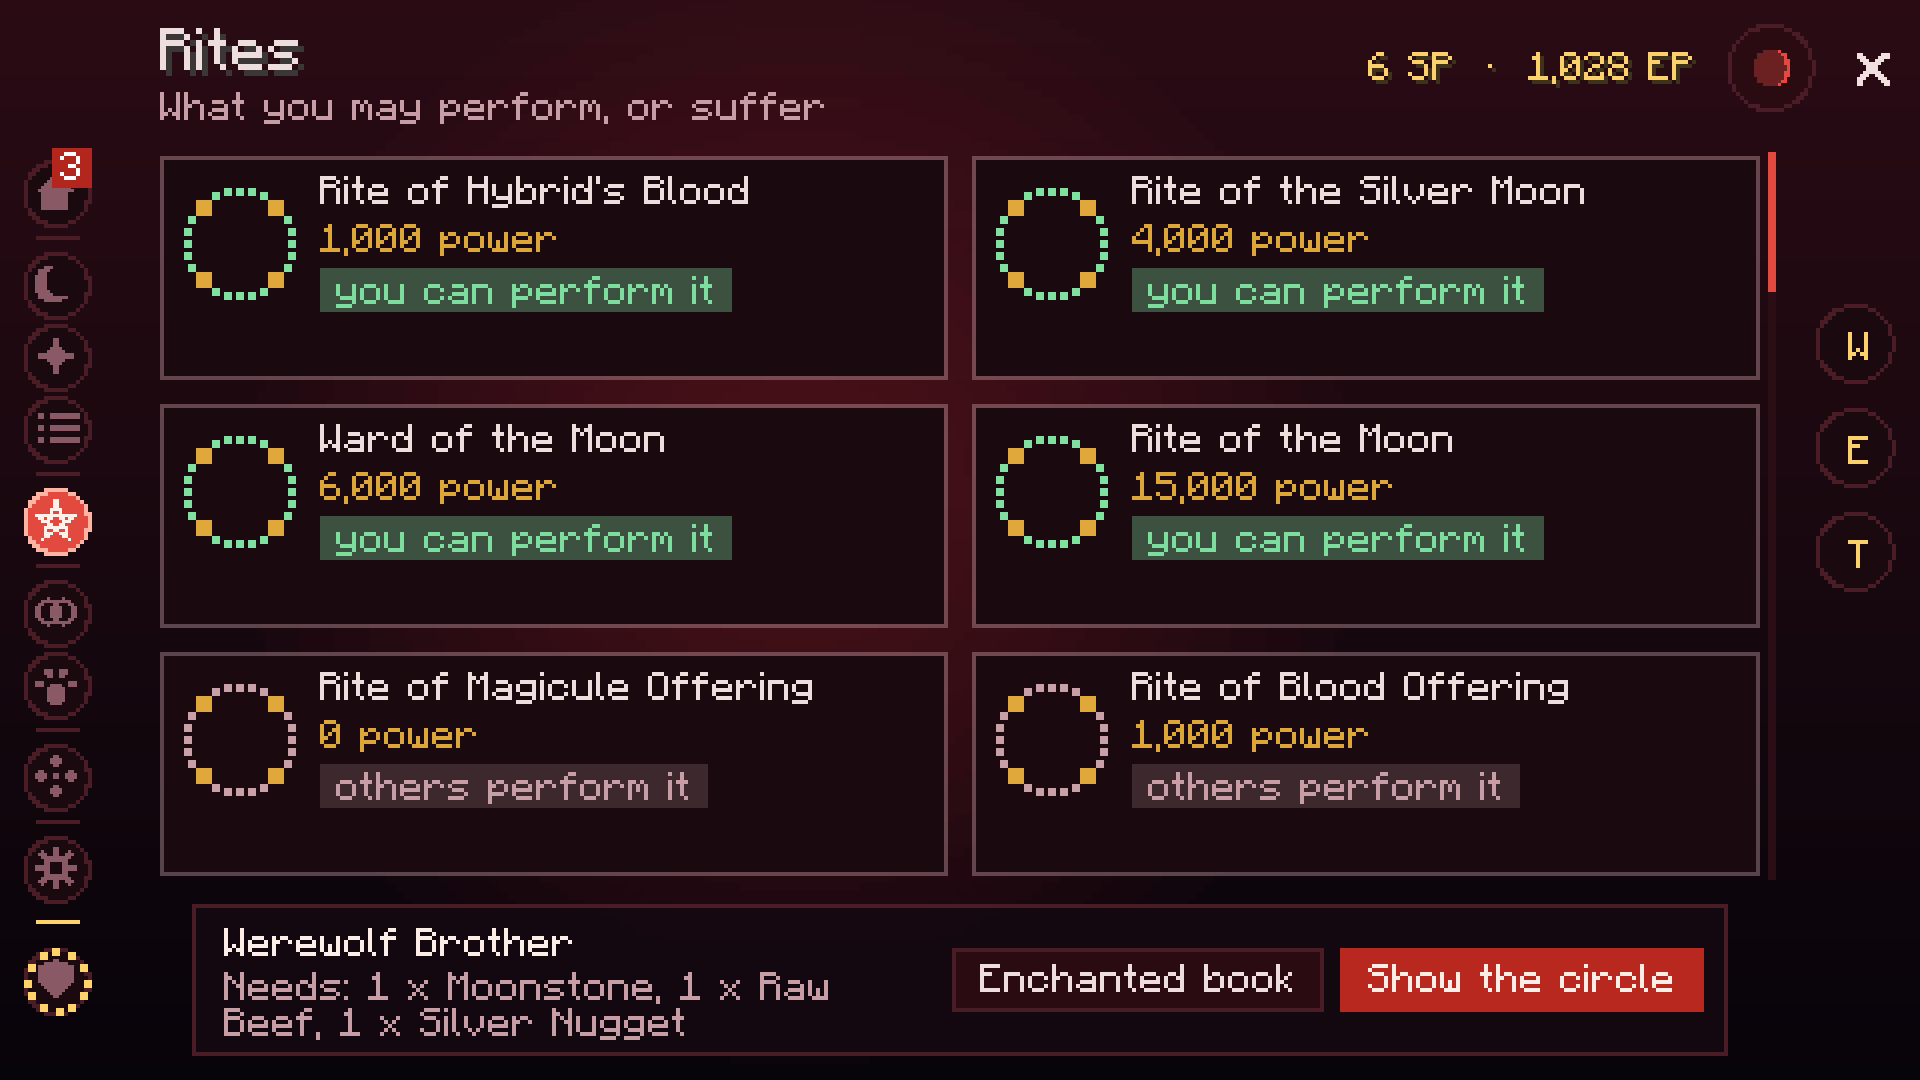 Rites
What you may perform, or suffer
6 SP · 1,028 EP
3
Rite of Hybrid's Blood
1,000 power
you can perform it
Rite of the Silver Moon
4,000 power
you can perform it
Ward of the Moon
6,000 power
you can perform it
Rite of the Moon
15,000 power
you can perform it
Rite of Magicule Offering
0 power
others perform it
Rite of Blood Offering
1,000 power
others perform it
W
E
T
Werewolf Brother
Needs: 1 x Moonstone, 1 x Raw
Beef, 1 x Silver Nugget
Enchanted book
Show the circle